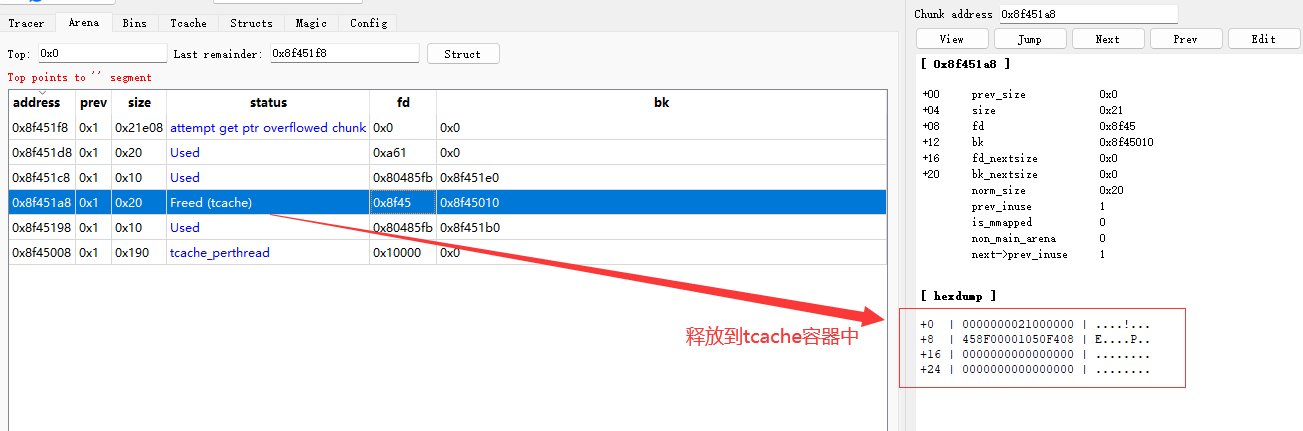 Tracer Arena Bins Tcache Structs Magic Config
Top: 0x0 Last remainder: 0x8f451f8 Struct
Top points to '' segment
address prev size status fd bk
0x8f451f8 0x1 0x21e08 attempt get ptr overflowed chunk 0x0 0x0
0x8f451d8 0x1 0x20 Used 0xa61 0x0
0x8f451c8 0x1 0x10 Used 0x80485fb 0x8f451e0
0x8f451a8 0x1 0x20 Freed (tcache) 0x8f45 0x8f45010
0x8f45198 0x1 0x10 Used 0x80485fb 0x8f451b0
0x8f45008 0x1 0x190 tcache_perthread 0x10000 0x0
释放到tcache容器中
Chunk address 0x8f451a8
View Jump Next Prev Edit
[ 0x8f451a8 ]
+00 prev_size 0x0
+04 size 0x21
+08 fd 0x8f45
+12 bk 0x8f45010
+16 fd_nextsize 0x0
+20 bk_nextsize 0x0
norm_size 0x20
prev_inuse 1
is_mmapped 0
non_main_arena 0
next->prev_inuse 1
[ hexdump ]
+0 | 0000000021000000 | ....!...
+8 | 458F00001050F408 | E....P..
+16 | 0000000000000000 | ........
+24 | 0000000000000000 | ........